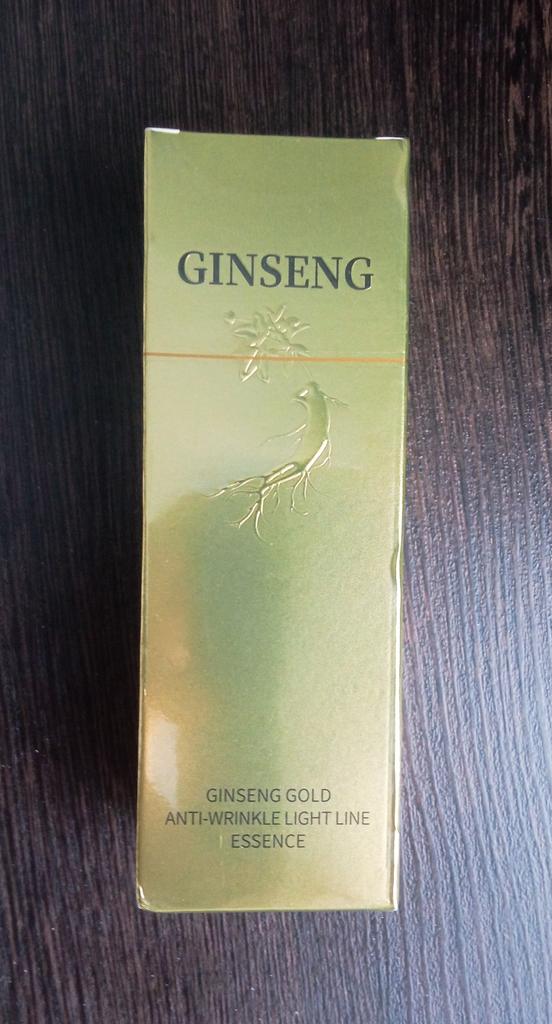 GINSENG
GINSENG GOLD
ANTI-WRINKLE LIGHT LINE
ESSENCE